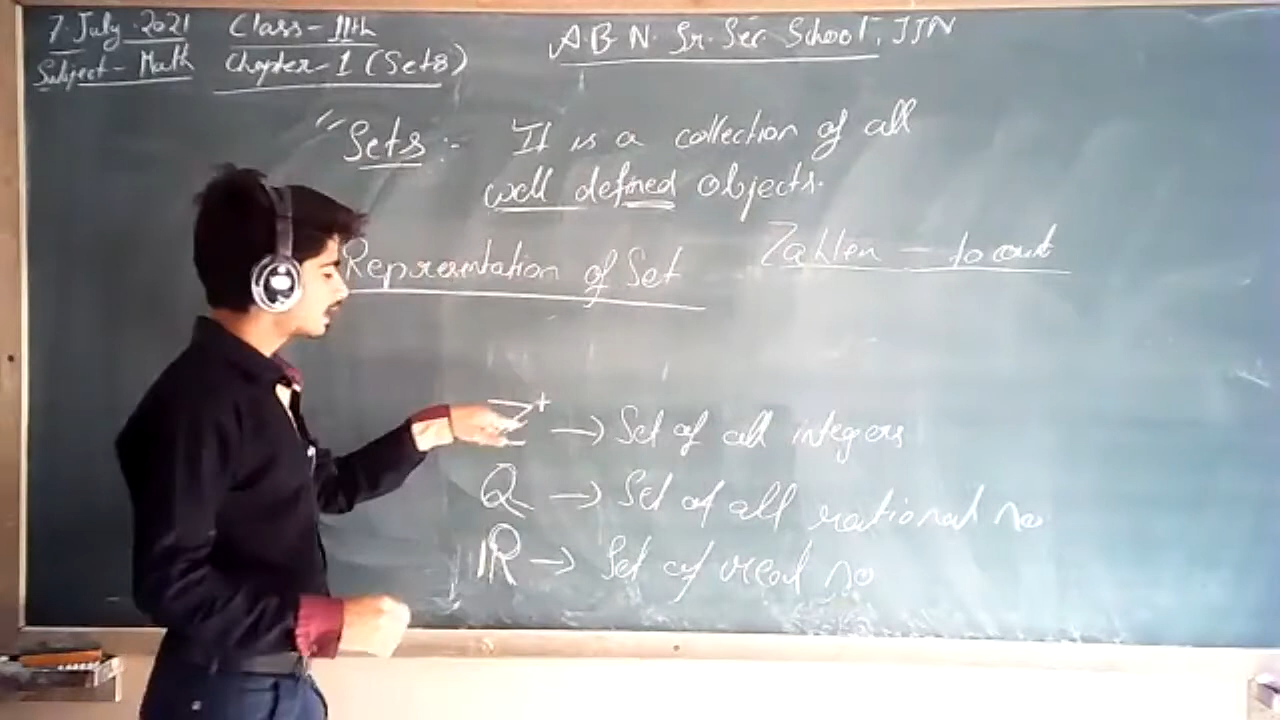 7 July 2021 Class-11th A.B.N. Sr. Sec School, JJN
Subject- Math Chapter-1 (Sets)
"Sets :- It is a collection of all
well defined objects.
Representation of Set
Zahlen - to
Z+ → Set of all integers
Q → Set of all rational no
IR → Set of real no